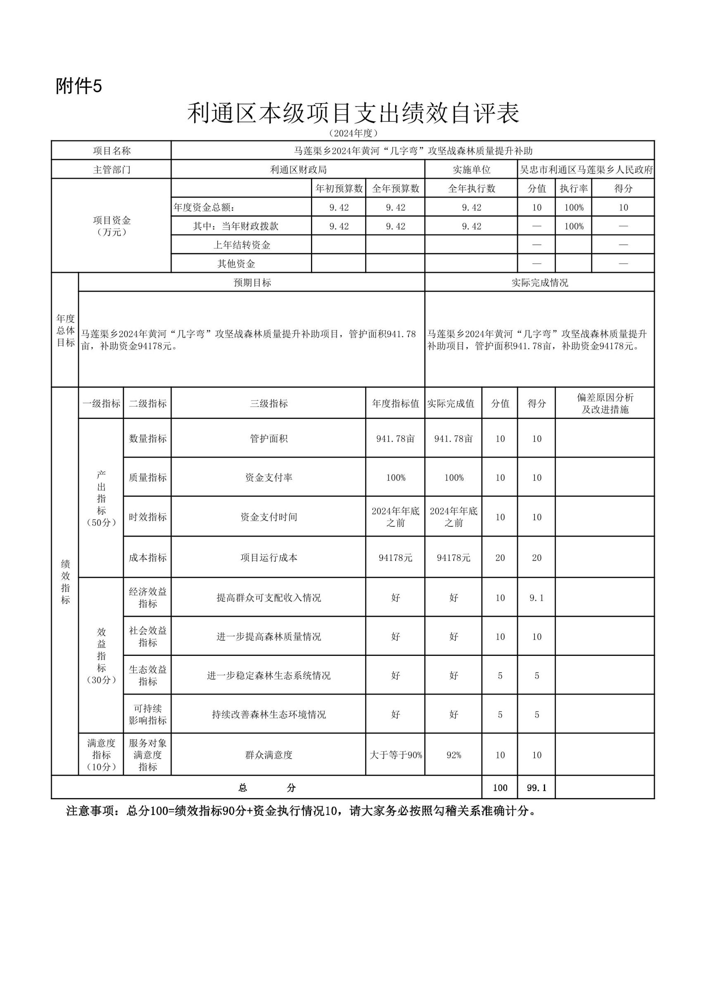 附件5
利通区本级项目支出绩效自评表
（2024年度）
项目名称 马莲渠乡2024年黄河“几字弯”攻坚战森林质量提升补助
主管部门 利通区财政局 实施单位 吴忠市利通区马莲渠乡人民政府
项目资金
（万元）
年初预算数 全年预算数 全年执行数 分值 执行率 得分
年度资金总额： 9.42 9.42 9.42 10 100% 10
其中：当年财政拨款 9.42 9.42 9.42 — 100% —
上年结转资金 — —
其他资金 — —
年度
总体
目标
预期目标 实际完成情况
马莲渠乡2024年黄河“几字弯”攻坚战森林质量提升补助项目，管护面积941.78
亩，补助资金94178元。
马莲渠乡2024年黄河“几字弯”攻坚战森林质量提升
补助项目，管护面积941.78亩，补助资金94178元。
绩
效
指
标
一级指标 二级指标 三级指标 年度指标值 实际完成值 分值 得分 偏差原因分析
及改进措施
产
出
指
标
（50分）
数量指标 管护面积 941.78亩 941.78亩 10 10
质量指标 资金支付率 100% 100% 10 10
时效指标 资金支付时间 2024年年底
之前 2024年年底
之前 10 10
成本指标 项目运行成本 94178元 94178元 20 20
效
益
指
标
（30分）
经济效益
指标 提高群众可支配收入情况 好 好 10 9.1
社会效益
指标 进一步提高森林质量情况 好 好 10 10
生态效益
指标 进一步稳定森林生态系统情况 好 好 5 5
可持续
影响指标 持续改善森林生态环境情况 好 好 5 5
满意度
指标
（10分）
服务对象
满意度
指标 群众满意度 大于等于90% 92% 10 10
总 分 100 99.1
注意事项：总分100=绩效指标90分+资金执行情况10，请大家务必按照勾稽关系准确计分。